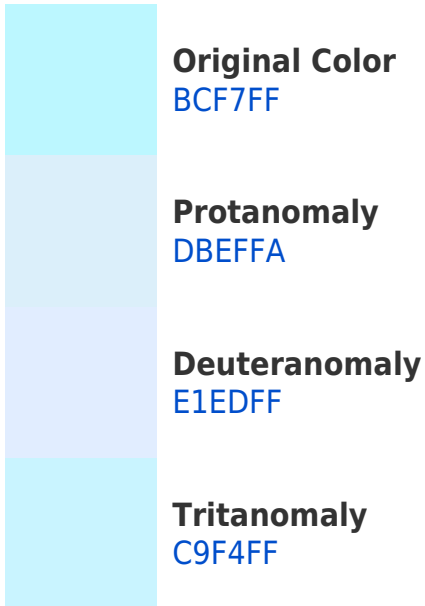 Original Color
BCF7FF
Protanomaly
DBEFFA
Deuteranomaly
E1EDFF
Tritanomaly
C9F4FF